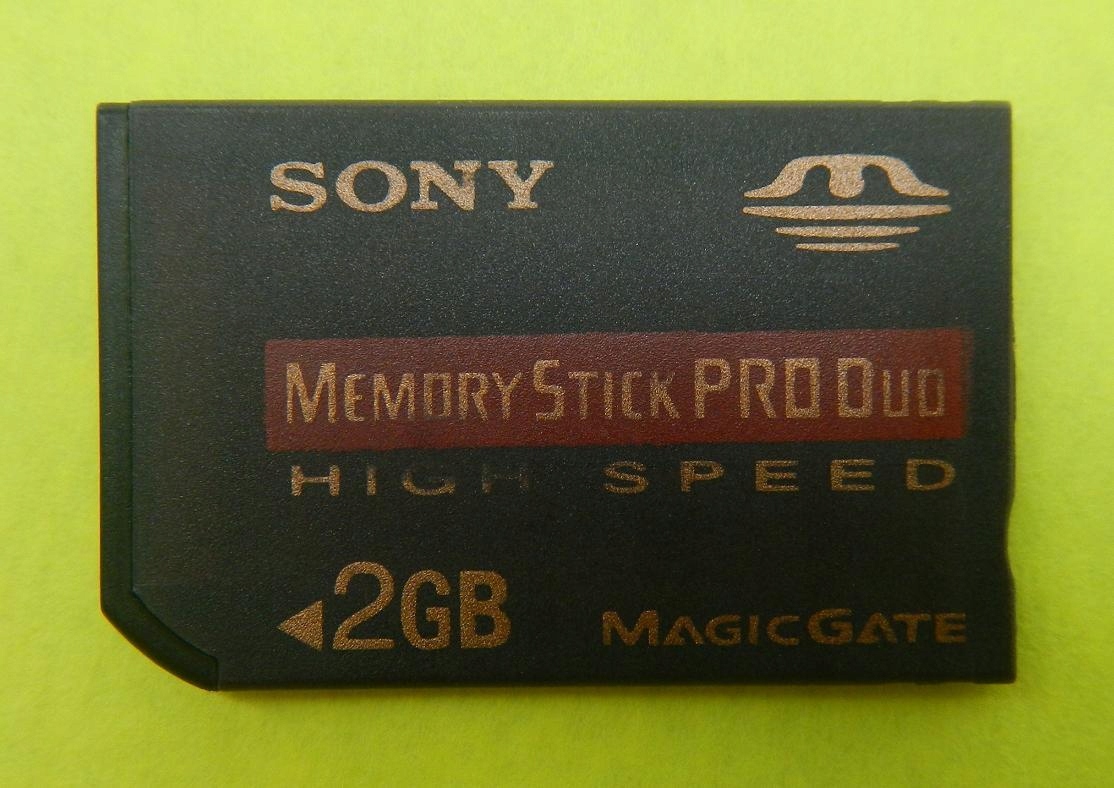 SONY
MEMORY STICK PRO DUO
HIGH SPEED
2GB
MAGICGATE